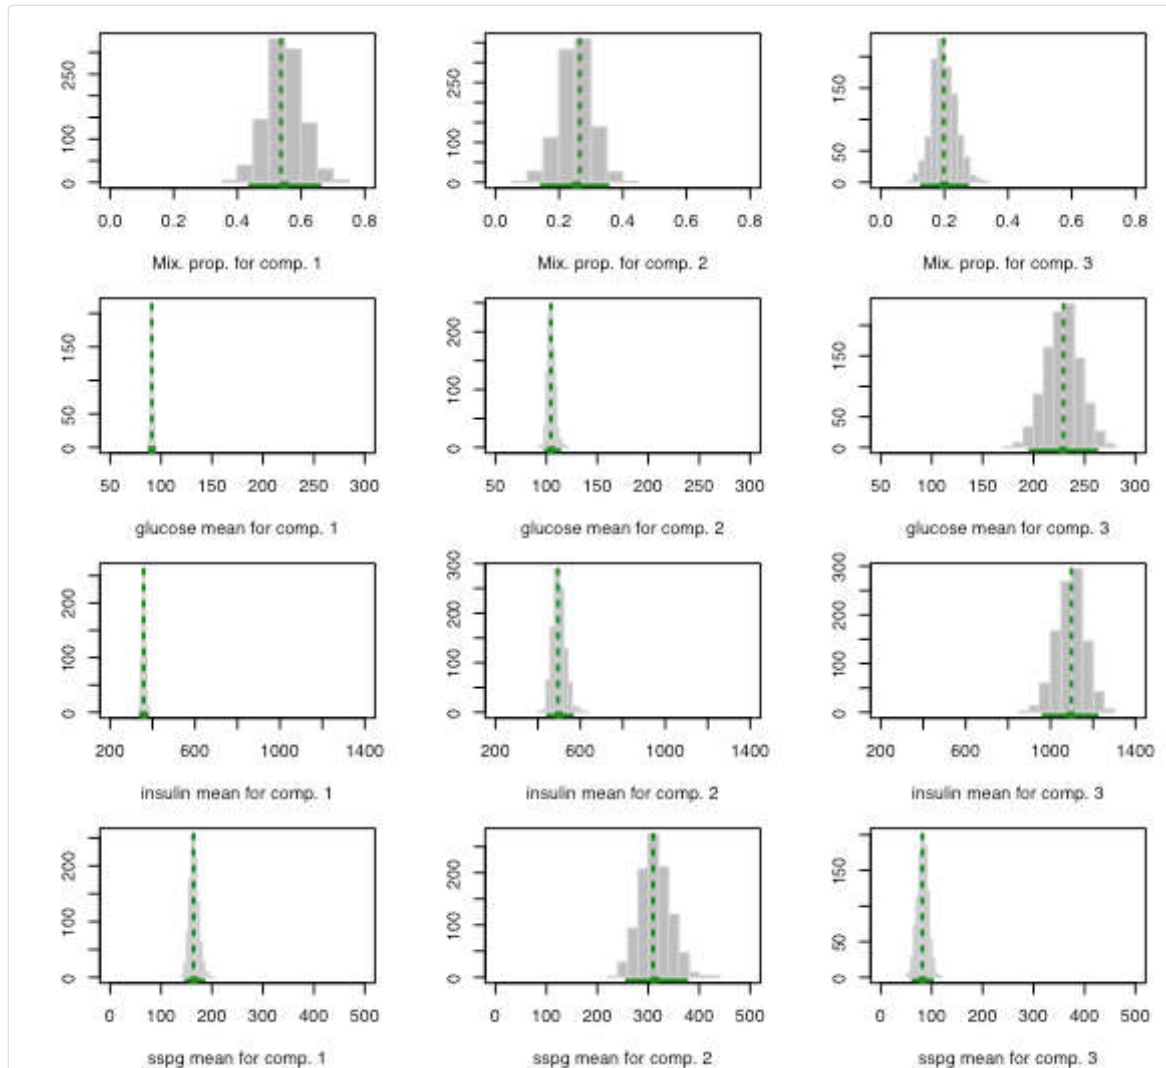 0 100 250
0 100 250
0 50 150
0.0 0.2 0.4 0.6 0.8
0.0 0.2 0.4 0.6 0.8
0.0 0.2 0.4 0.6 0.8
Mix. prop. for comp. 1
Mix. prop. for comp. 2
Mix. prop. for comp. 3
0 50 150
0 100 200
0 50 150
50 100 150 200 250 300
50 100 150 200 250 300
50 100 150 200 250 300
glucose mean for comp. 1
glucose mean for comp. 2
glucose mean for comp. 3
0 100 200
0 100 200 300
0 100 200 300
200 600 1000 1400
200 600 1000 1400
200 600 1000 1400
insulin mean for comp. 1
insulin mean for comp. 2
insulin mean for comp. 3
0 100 200
0 100 200
0 50 150
0 100 200 300 400 500
0 100 200 300 400 500
0 100 200 300 400 500
sspg mean for comp. 1
sspg mean for comp. 2
sspg mean for comp. 3